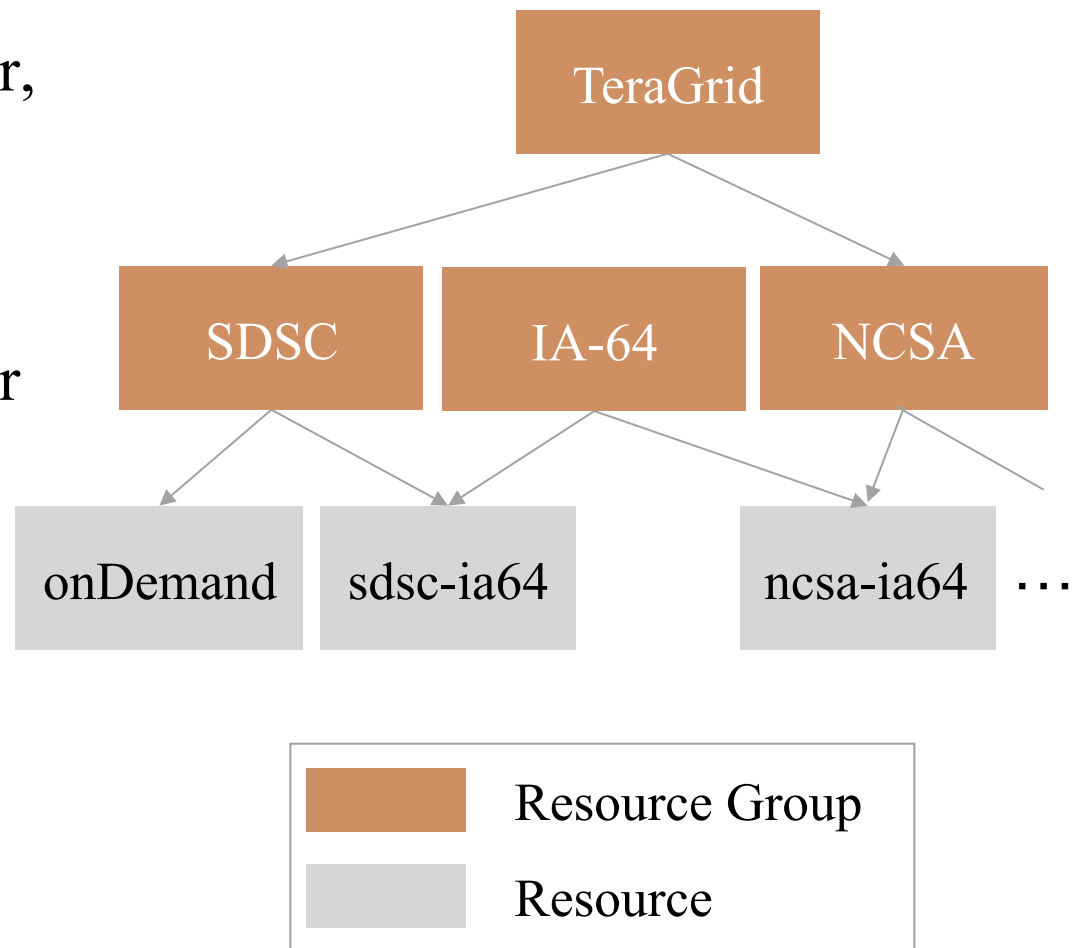 r,
TeraGrid
SDSC IA-64 NCSA
r
onDemand sdsc-ia64 ncsa-ia64 ...
Resource Group
Resource